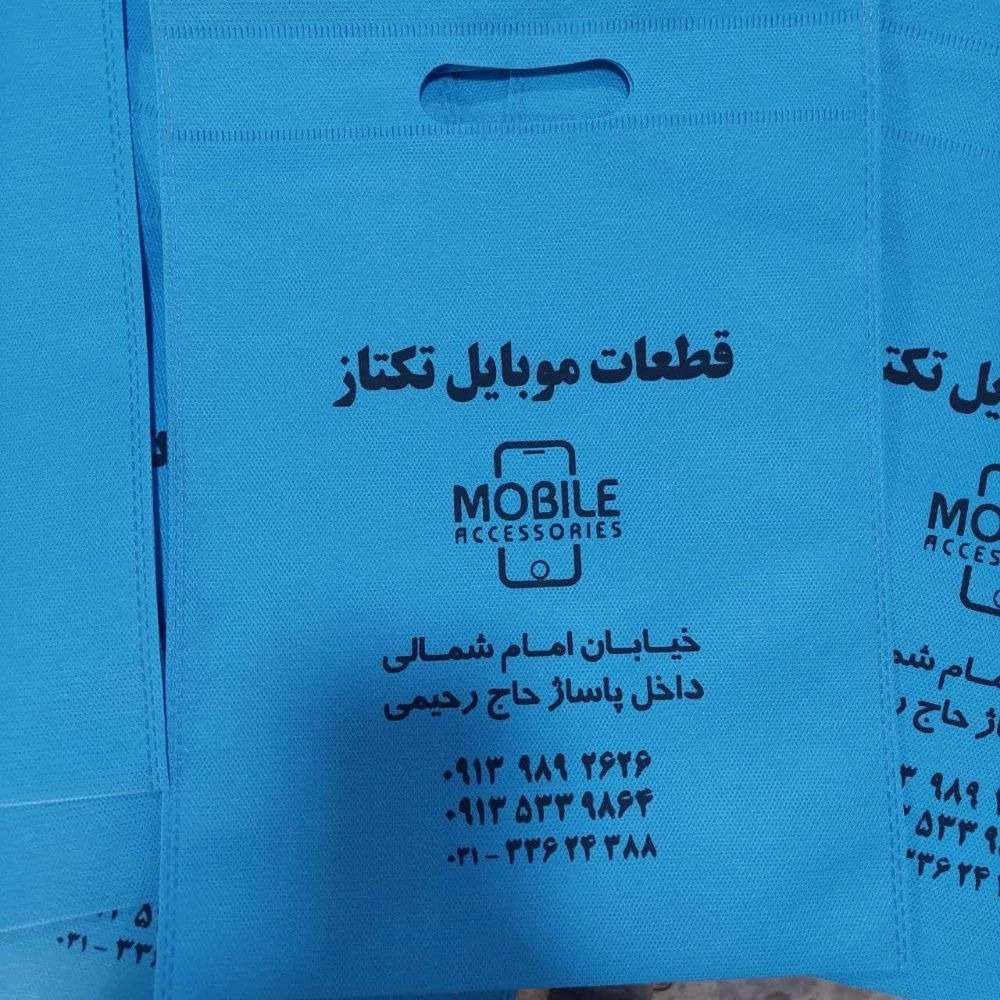 قطعات موبایل تکتاز
MOBILE
ACCESSORIES
خیابان امام شمالی
داخل پاساژ حاج رحیمی
۰۹۱۳ ۹۸۹ ۲۶۲۶
۰۹۱۳ ۵۳۳ ۹۸۶۴
۰۳۱ - ۳۳۶ ۲۴ ۳۸۸